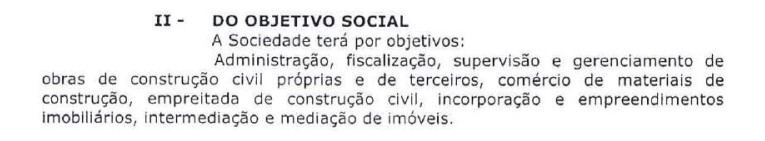 II - DO OBJETIVO SOCIAL
A Sociedade terá por objetivos:
Administração, fiscalização, supervisão e gerenciamento de
obras de construção civil próprias e de terceiros, comércio de materiais de
construção, empreitada de construção civil, incorporação e empreendimentos
imobiliários, intermediação e mediação de imóveis.